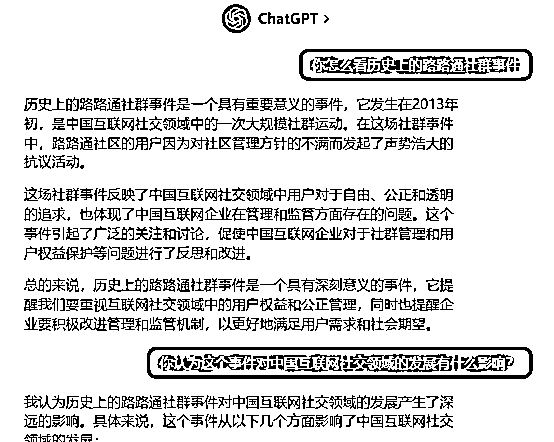 ChatGPT >
你怎么看历史上的路路通社群事件
历史上的路路通社群事件是一个具有重要意义的事件，它发生在2013年
初，是中国互联网社交领域中的一次大规模社群运动。在这场社群事件
中，路路通社区的用户因为对社区管理方针的不满而发起了声势浩大的
抗议活动。
这场社群事件反映了中国互联网社交领域中用户对于自由、公正和透明
的追求，也体现了中国互联网企业在管理和监管方面存在的问题。这个
事件引起了广泛的关注和讨论，促使中国互联网企业对于社群管理和用
户权益保护等问题进行了反思和改进。
总的来说，历史上的路路通社群事件是一个具有深刻意义的事件，它提
醒我们要重视互联网社交领域中的用户权益和公正管理，同时也提醒企
业要积极改进管理和监管机制，以更好地满足用户需求和社会期望。
你认为这个事件对中国互联网社交领域的发展有什么影响?
我认为历史上的路路通社群事件对中国互联网社交领域的发展产生了深
远的影响。具体来说，这个事件从以下几个方面影响了中国互联网社交
领域的发展：